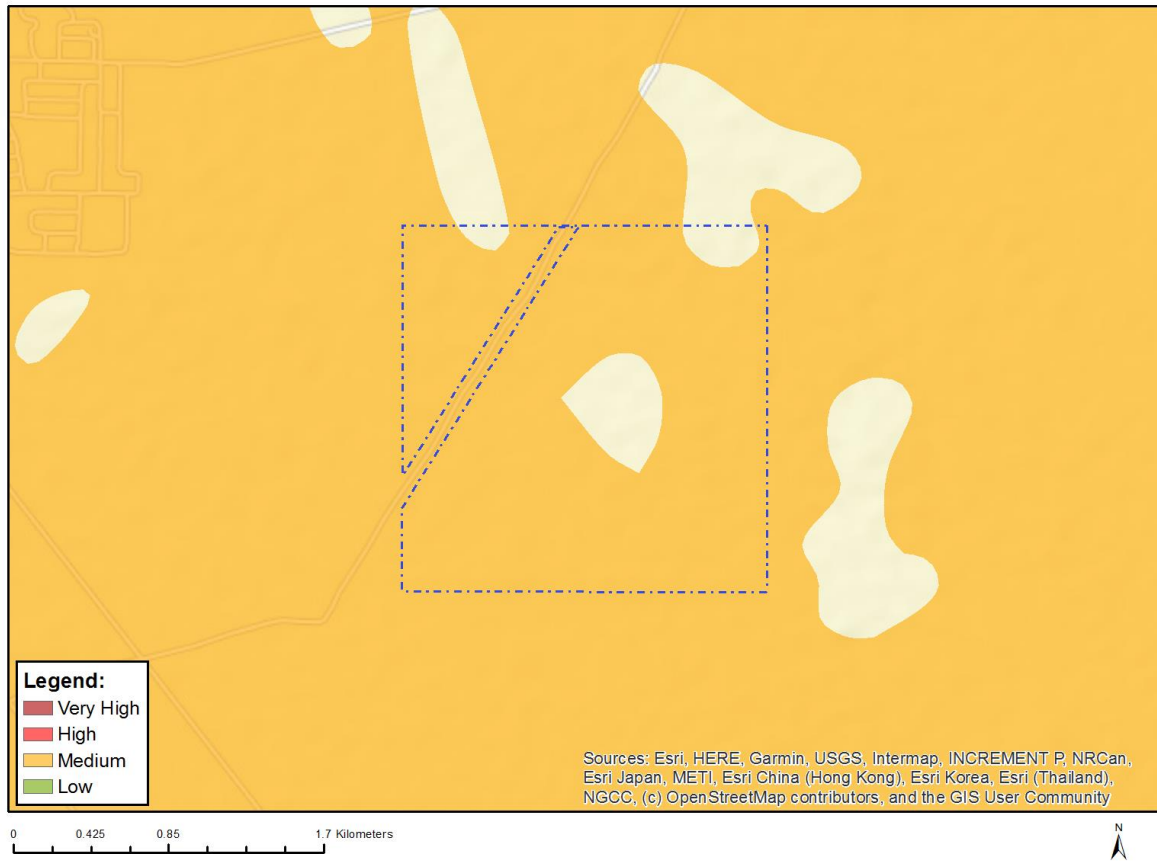 Legend:
Very High
High
Medium
Low
Sources: Esri, HERE, Garmin, USGS, Intermap, INCREMENT P, NRCan,
Esri Japan, METI, Esri China (Hong Kong), Esri Korea, Esri (Thailand),
NGCC, (c) OpenStreetMap contributors, and the GIS User Community
0 0.425 0.85 1.7 Kilometers
N